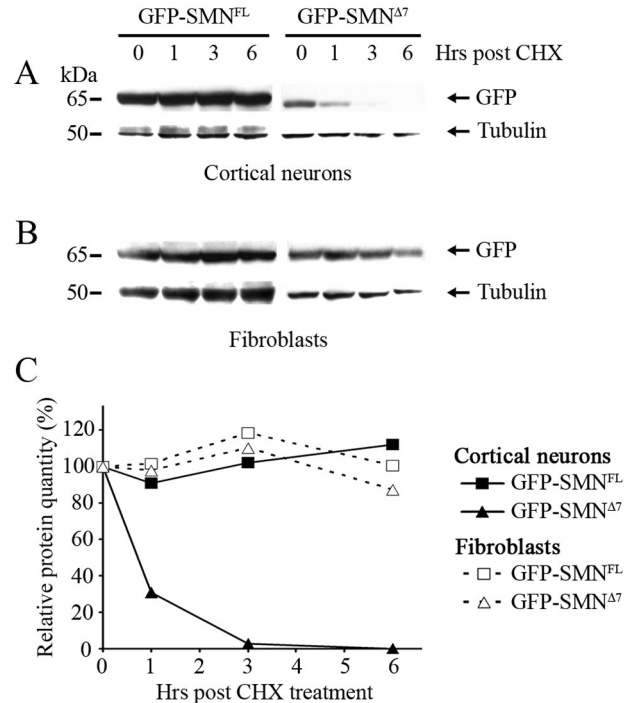 GFP-SMN^FL GFP-SMN^Δ7
0 1 3 6 0 1 3 6 Hrs post CHX
A
kDa
65 GFP
50 Tubulin
Cortical neurons
B
65 GFP
50 Tubulin
Fibroblasts
C
Relative protein quantity (%)
120
100
80
60
40
20
0
0 1 2 3 4 5 6
Hrs post CHX treatment
Cortical neurons
GFP-SMN^FL
GFP-SMN^Δ7
Fibroblasts
GFP-SMN^FL
GFP-SMN^Δ7